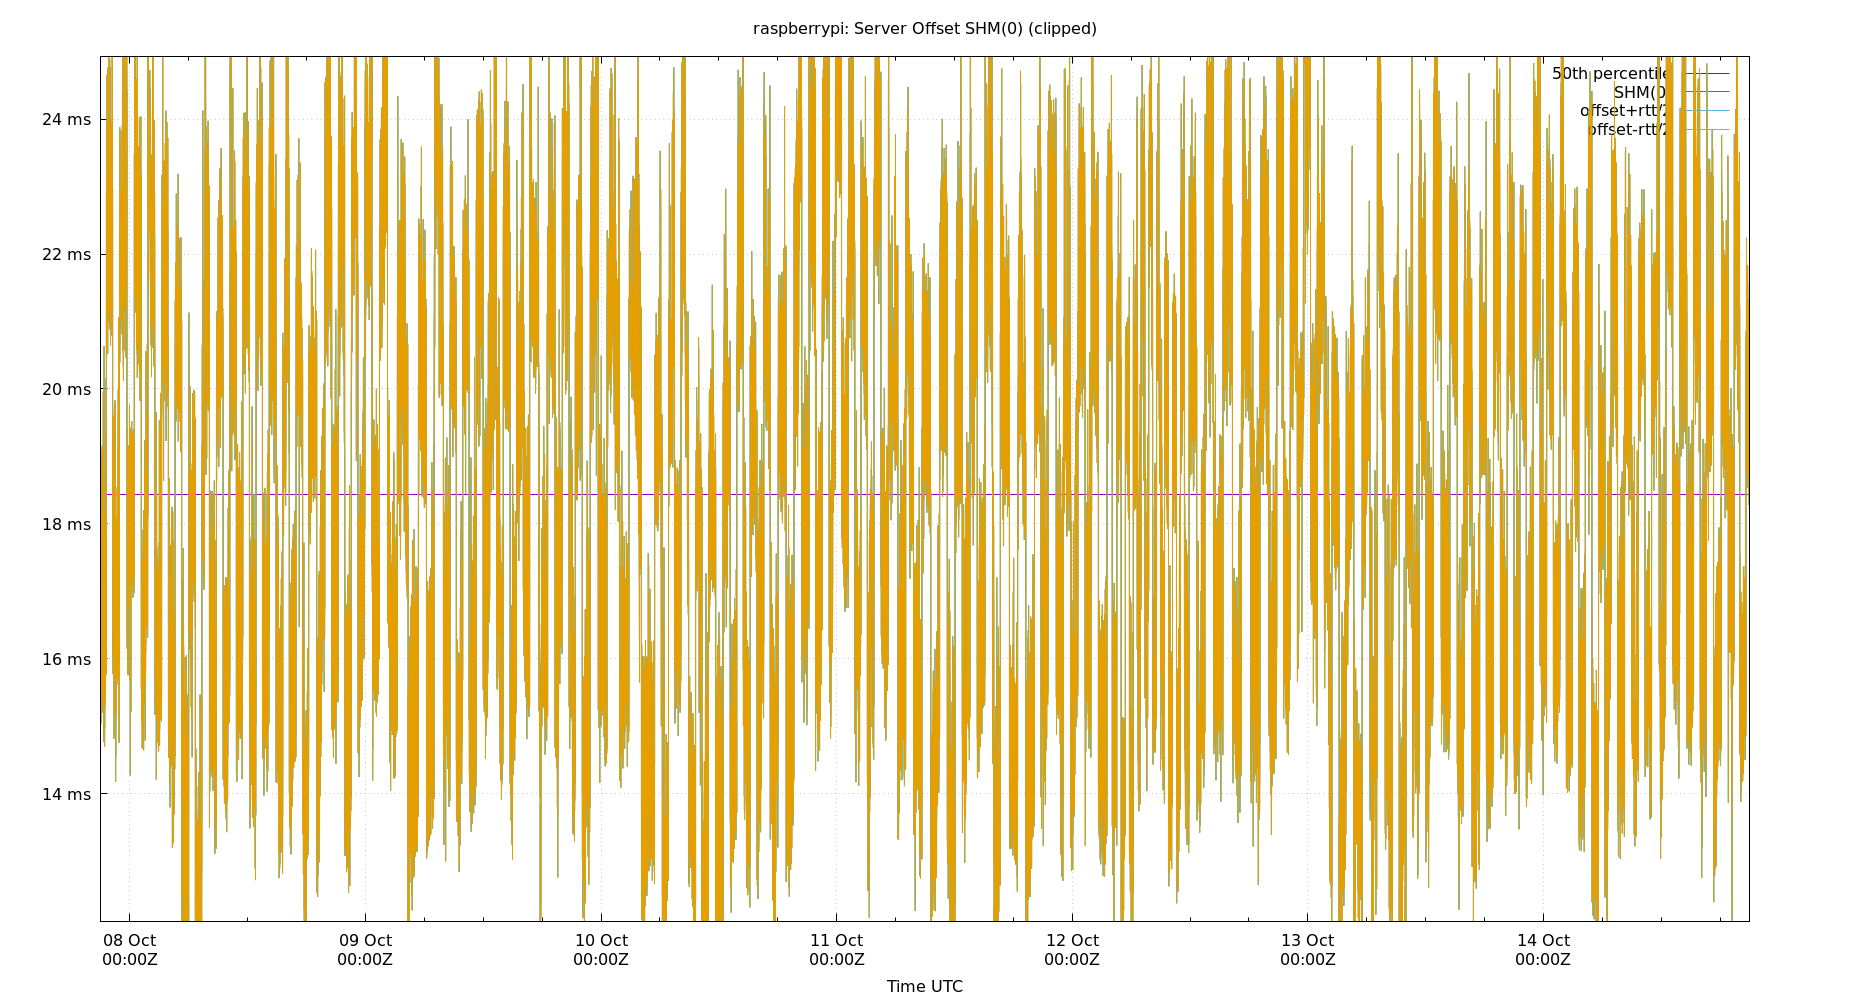 raspberrypi: Server Offset SHM(0) (clipped)
50th percentile
SHM(0
offset+rtt/2
offset-rtt/2
24 ms
22 ms
20 ms
18 ms
16 ms
14 ms
08 Oct 09 Oct 10 Oct 11 Oct 12 Oct 13 Oct 14 Oct
00:00Z 00:00Z 00:00Z 00:00Z 00:00Z 00:00Z 00:00Z
Time UTC